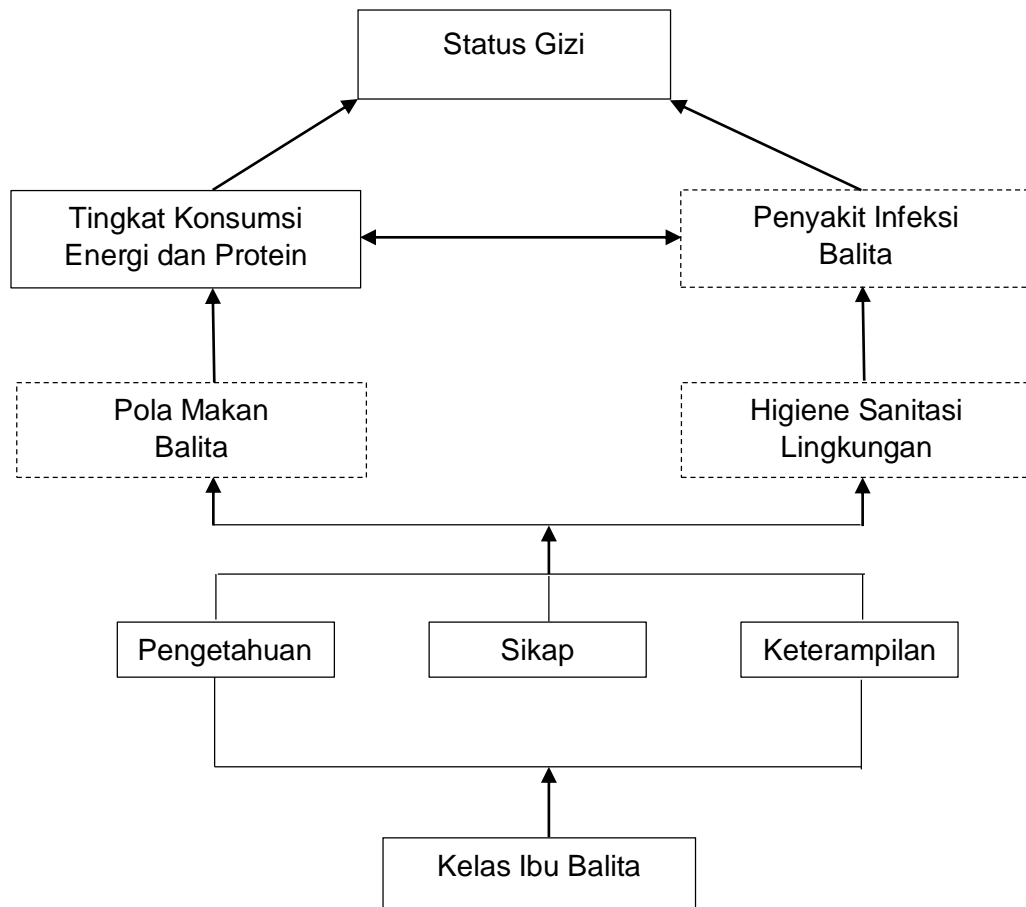 Status Gizi
Tingkat Konsumsi
Energi dan Protein
Penyakit Infeksi
Balita
Pola Makan
Balita
Higiene Sanitasi
Lingkungan
Pengetahuan
Sikap
Keterampilan
Kelas Ibu Balita